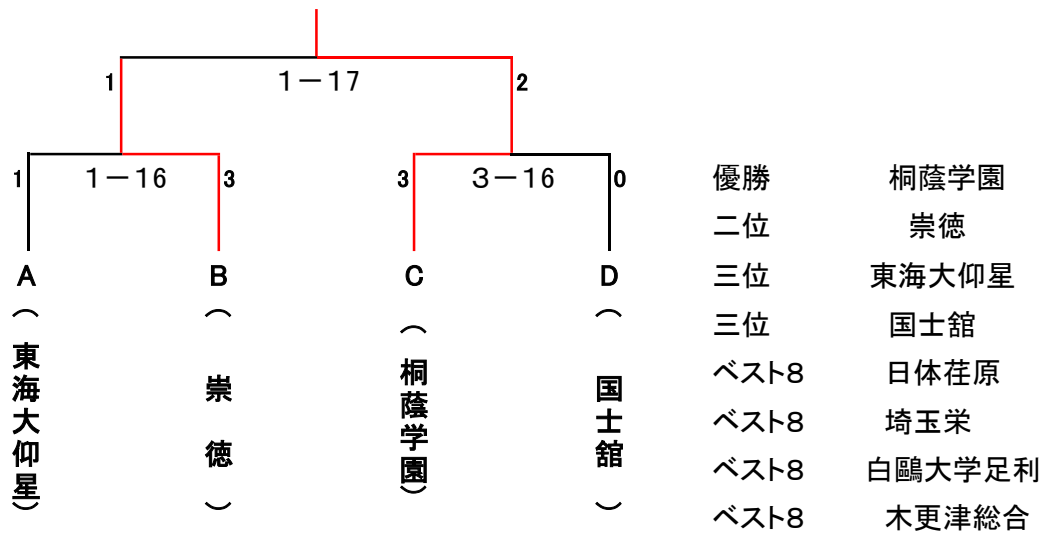 1
1－17
2
1
1－16
3
3
3－16
0
A
B
C
D
（東海大仰星）
（崇徳）
（桐蔭学園）
（国士舘）
優勝 桐蔭学園
二位 崇徳
三位 東海大仰星
三位 国士舘
ベスト8 日体荏原
ベスト8 埼玉栄
ベスト8 白鷗大学足利
ベスト8 木更津総合